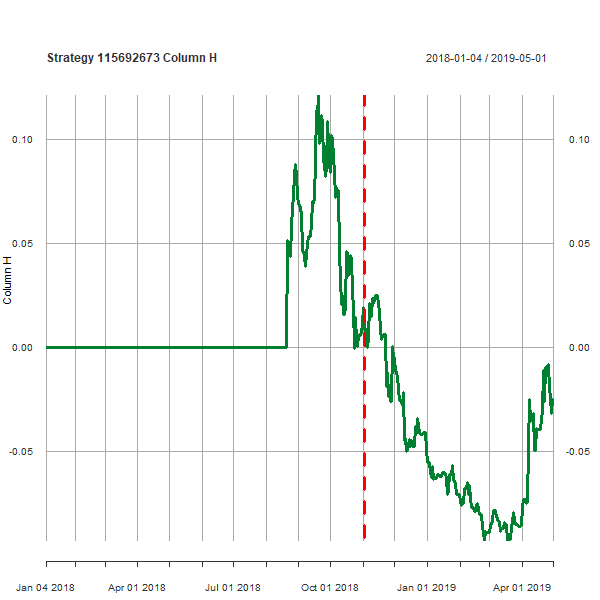 Strategy 115692673 Column H
2018-01-04 / 2019-05-01
0.10
0.10
0.05
0.05
Column H
0.00
0.00
-0.05
-0.05
Jan 04 2018
Apr 01 2018
Jul 01 2018
Oct 01 2018
Jan 01 2019
Apr 01 2019